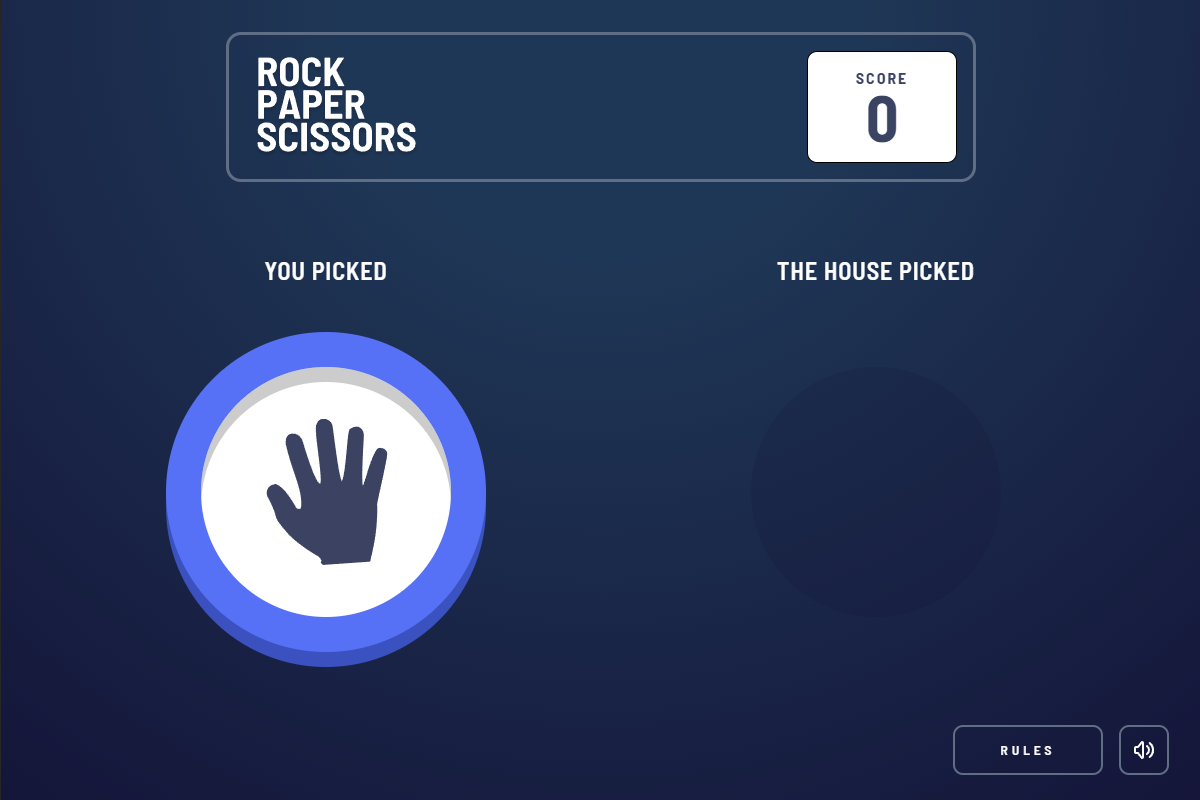 ROCK
PAPER
SCISSORS
SCORE
0
YOU PICKED
THE HOUSE PICKED
RULES